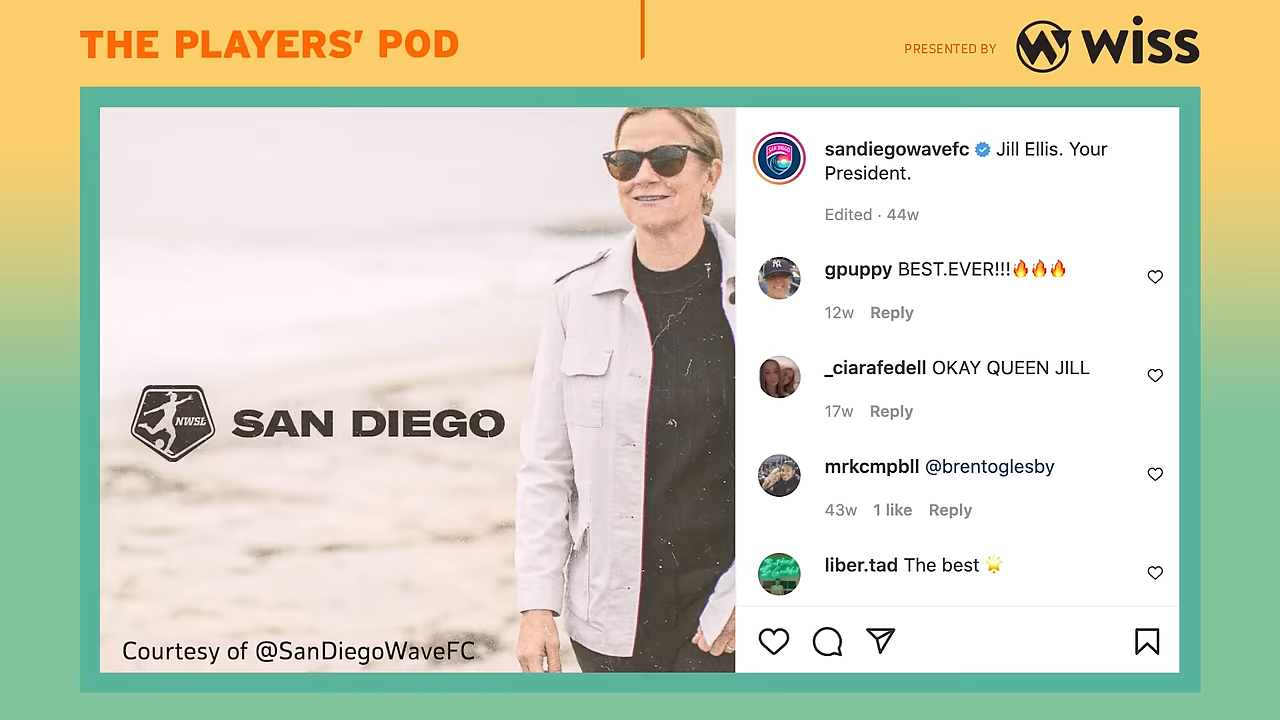 THE PLAYERS' POD
PRESENTED BY
wiss
NWSL
SAN DIEGO
Courtesy of @SanDiegoWaveFC
SAN DIEGO
sandiegowavefc Jill Ellis. Your
President.
Edited · 44w
gpuppy BEST.EVER!!!🔥🔥🔥
12w Reply
_ciarafedell OKAY QUEEN JILL
17w Reply
mrkcmpbll @brentoglesby
43w 1 like Reply
liber.tad The best 🌟